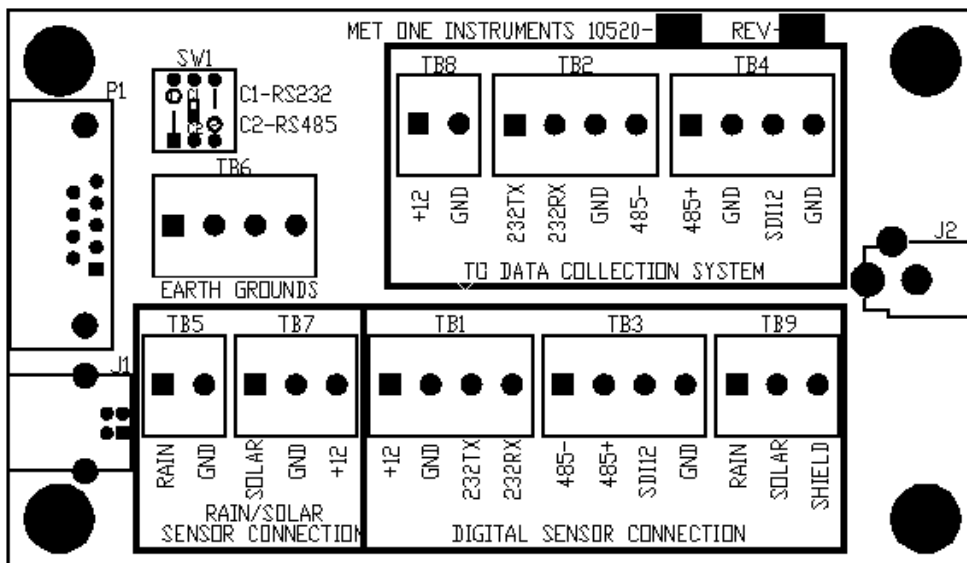 MET ONE INSTRUMENTS 10520- REV-
SW1
C1-RS232
C2-RS485
C1
C2
P1
TB8 TB2 TB4
+12 GND 232TX 232RX GND 485- 485+ GND SDI12 GND
TO DATA COLLECTION SYSTEM
TB6
EARTH GROUNDS
J2
J1
TB5 TB7 TB1 TB3 TB9
RAIN GND SOLAR GND +12 +12 GND 232TX 232RX 485- 485+ SDI12 GND RAIN SOLAR SHIELD
RAIN/SOLAR
SENSOR CONNECTION
DIGITAL SENSOR CONNECTION